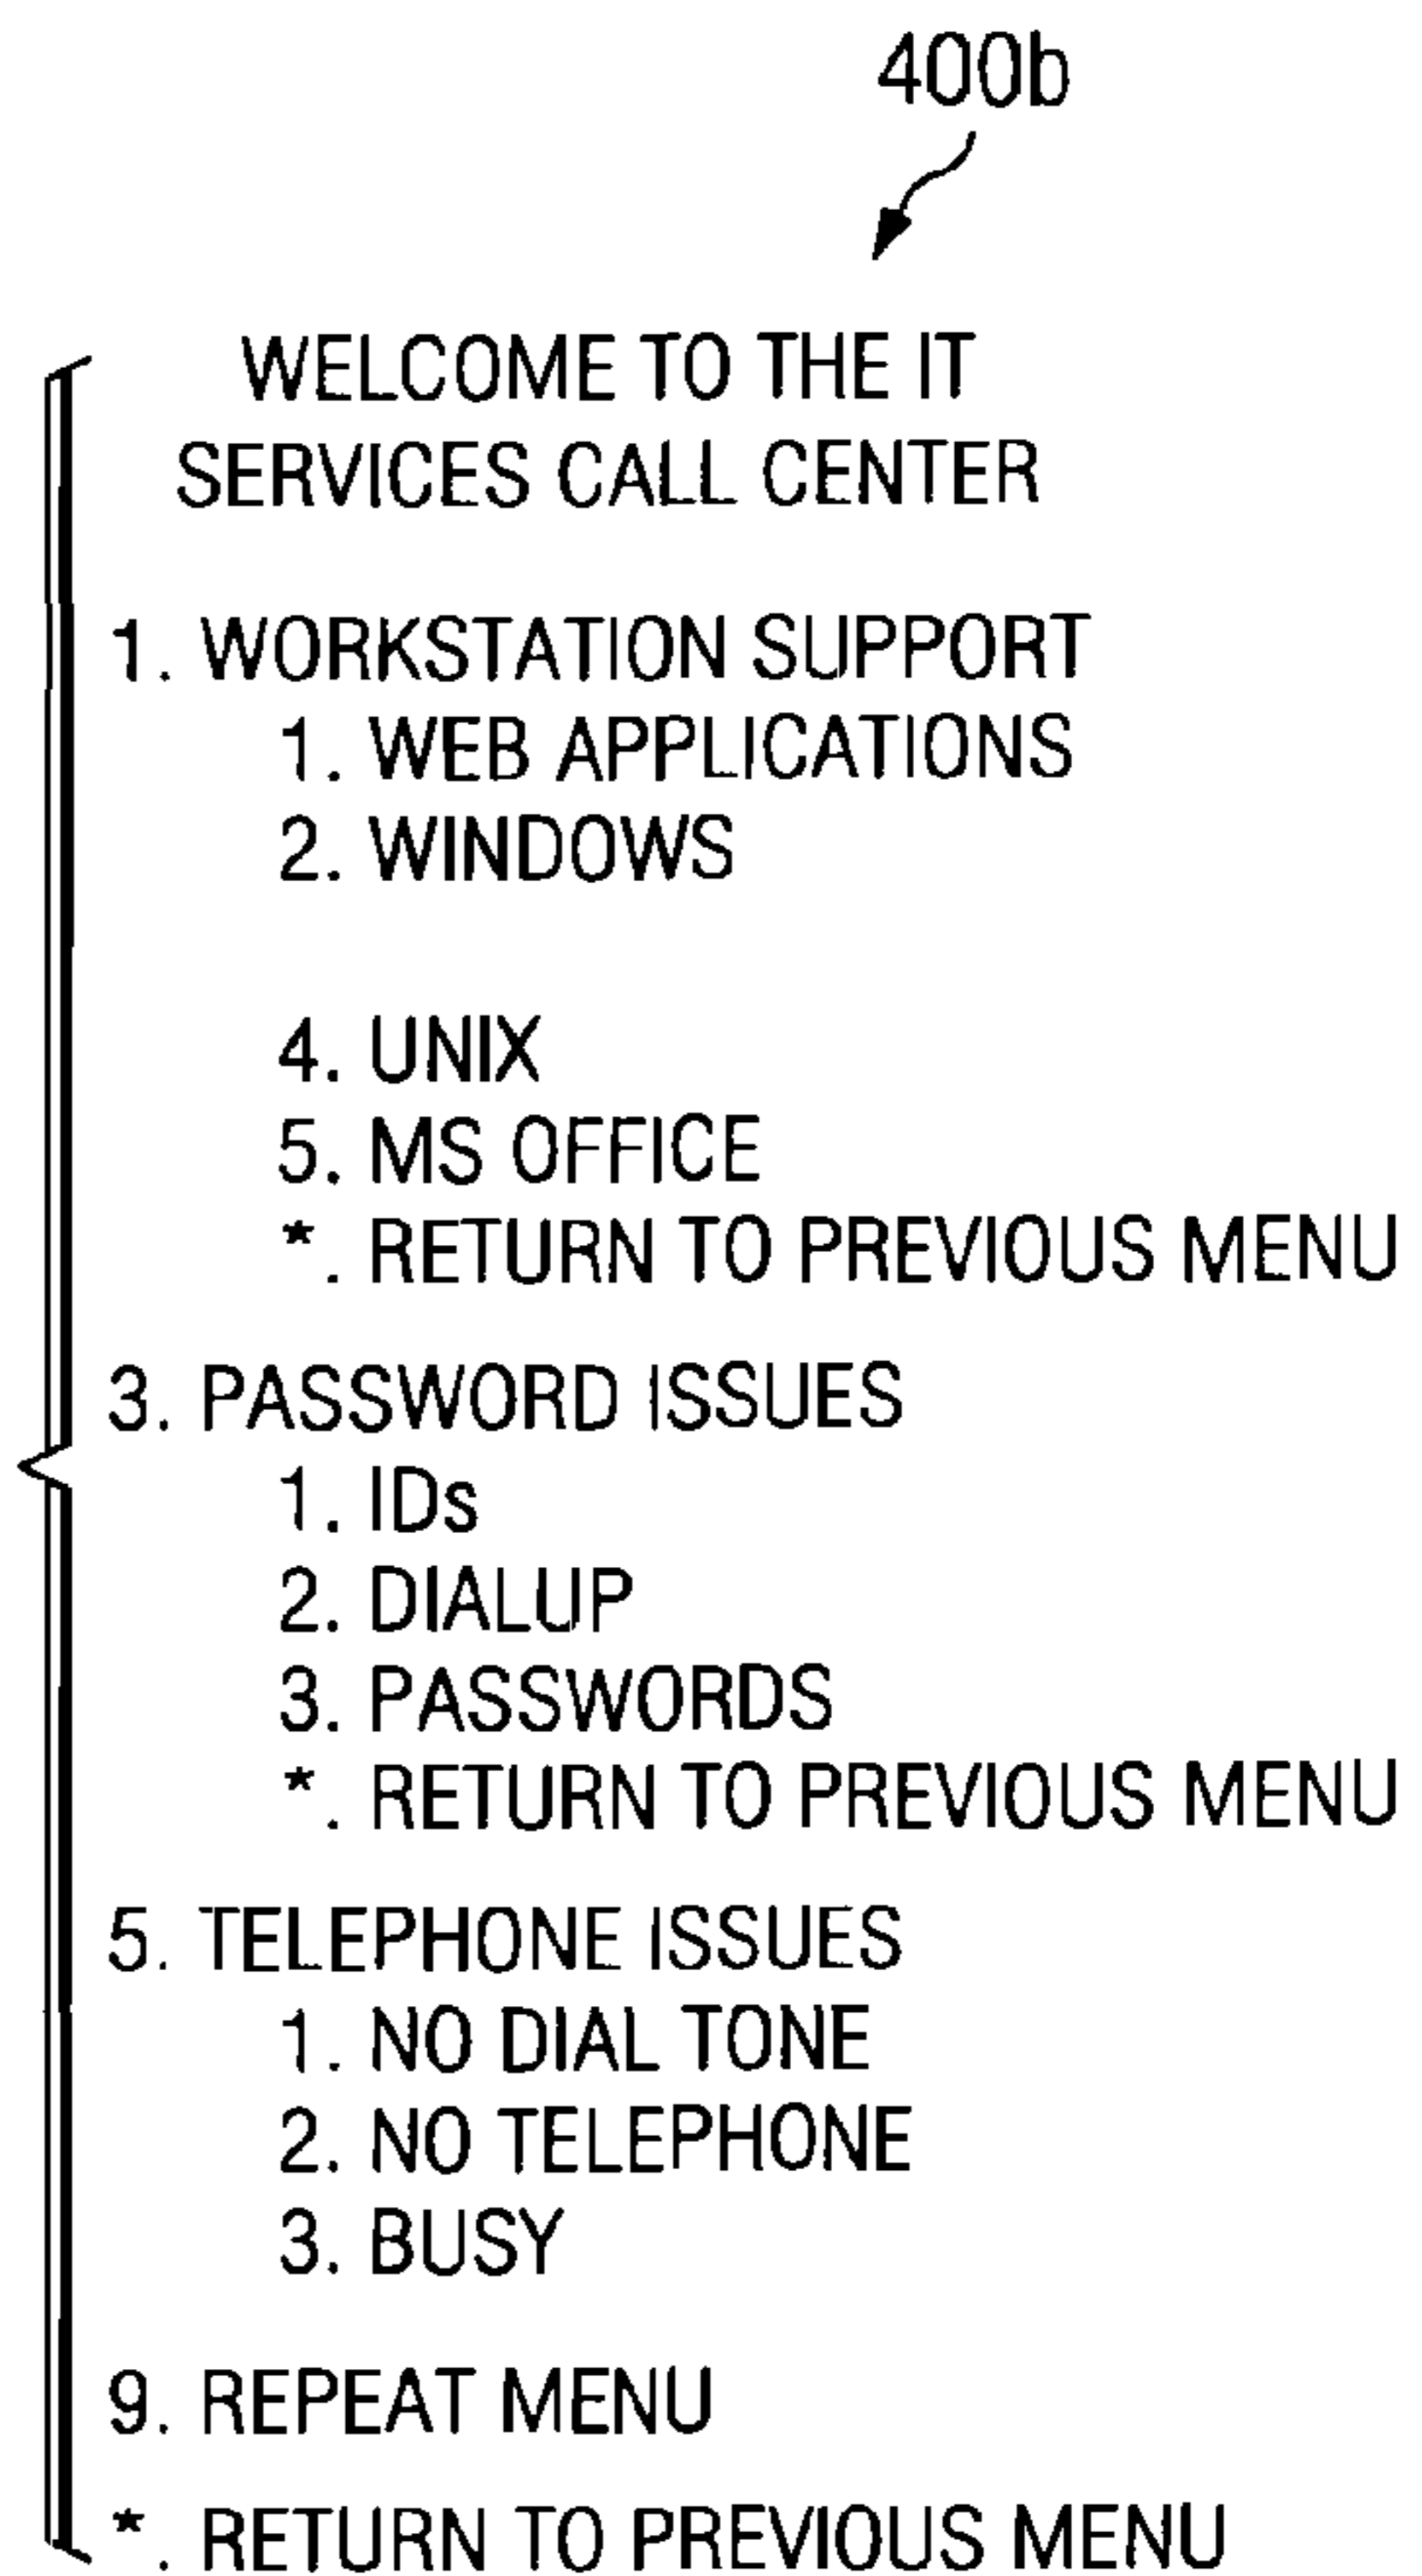 400b
WELCOME TO THE IT
SERVICES CALL CENTER
1. WORKSTATION SUPPORT
1. WEB APPLICATIONS
2. WINDOWS
4. UNIX
5. MS OFFICE
*. RETURN TO PREVIOUS MENU
3. PASSWORD ISSUES
1. IDs
2. DIALUP
3. PASSWORDS
*. RETURN TO PREVIOUS MENU
5. TELEPHONE ISSUES
1. NO DIAL TONE
2. NO TELEPHONE
3. BUSY
9. REPEAT MENU
*. RETURN TO PREVIOUS MENU